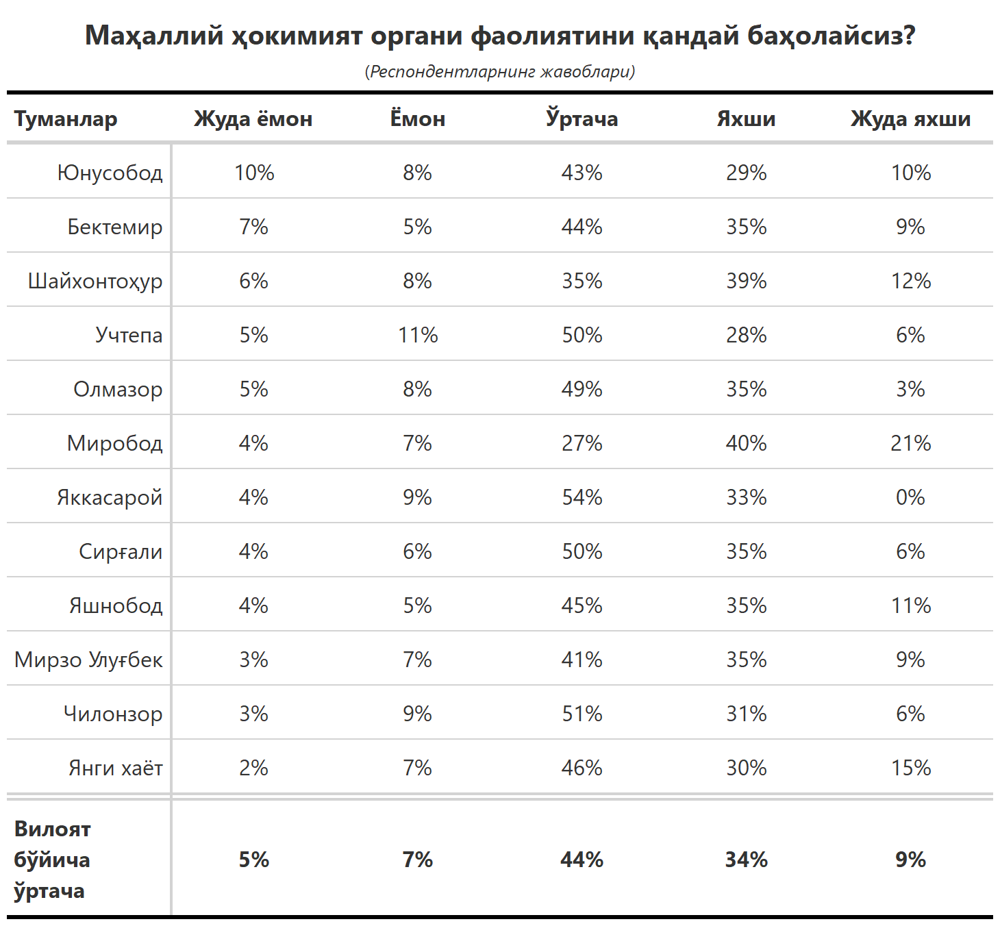 Маҳаллий ҳокимият органи фаолиятини қандай баҳолайсиз?
(Респондентларнинг жавоблари)
Туманлар Жуда ёмон Ёмон Ўртача Яхши Жуда яхши
Юнусобод 10% 8% 43% 29% 10%
Бектемир 7% 5% 44% 35% 9%
Шайхонтоҳур 6% 8% 35% 39% 12%
Учтепа 5% 11% 50% 28% 6%
Олмазор 5% 8% 49% 35% 3%
Миробод 4% 7% 27% 40% 21%
Яккасарой 4% 9% 54% 33% 0%
Сирғали 4% 6% 50% 35% 6%
Яшнобод 4% 5% 45% 35% 11%
Мирзо Улуғбек 3% 7% 41% 35% 9%
Чилонзор 3% 9% 51% 31% 6%
Янги хаёт 2% 7% 46% 30% 15%
Вилоят
бўйича
ўртача
5% 7% 44% 34% 9%